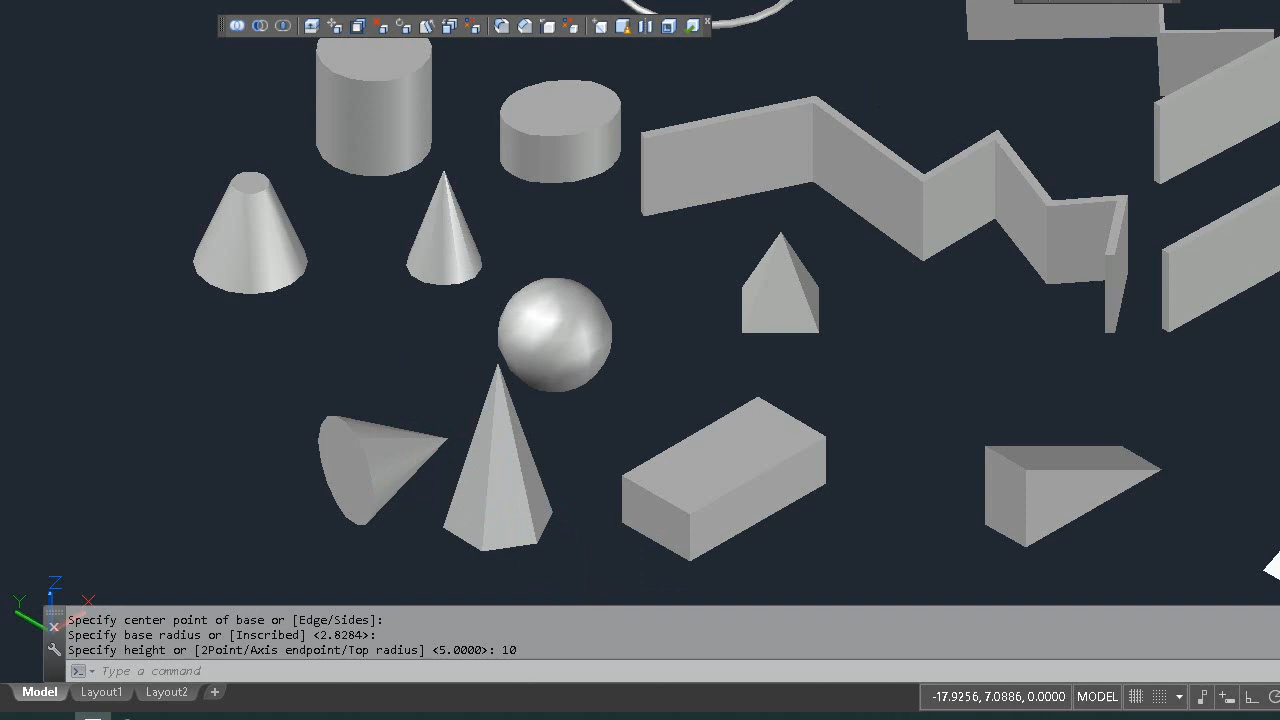 Z
Y
X
Specify center point of base or [Edge/Sides]:
Specify base radius or [Inscribed] <2.8284>:
Specify height or [2Point/Axis endpoint/Top radius] <5.0000>: 10
Type a command
Model Layout1 Layout2 +
-17.9256, 7.0886, 0.0000 MODEL